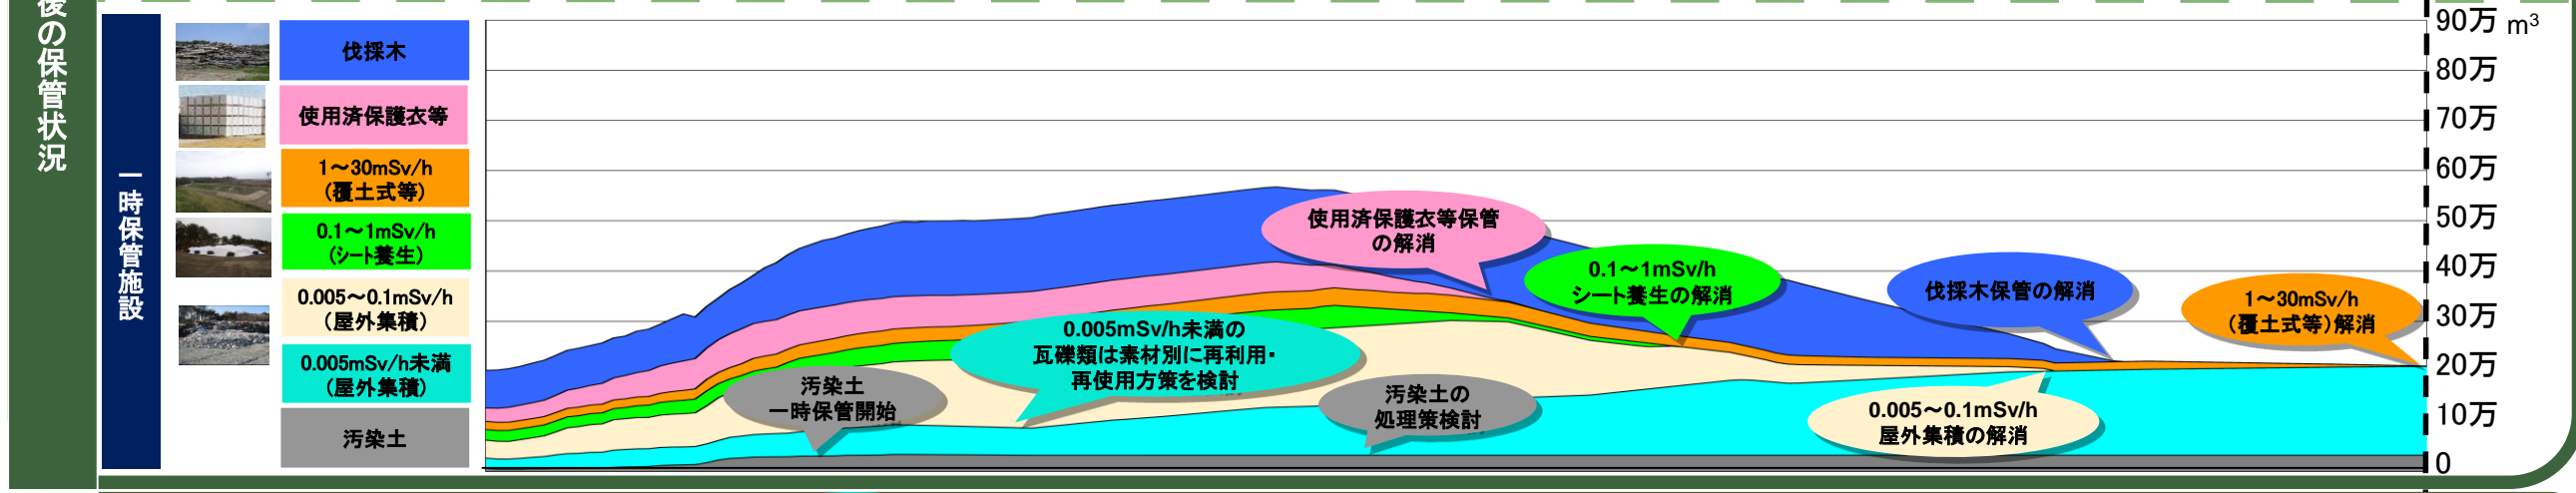 後の保管状況
一時保管施設
伐採木
使用済保護衣等
1～30mSv/h
(覆土式等)
0.1～1mSv/h
(シート養生)
0.005～0.1mSv/h
(屋外集積)
0.005mSv/h未満
(屋外集積)
汚染土
汚染土
一時保管開始
0.005mSv/h未満の
瓦礫類は素材別に再利用・
再使用方策を検討
使用済保護衣等保管
の解消
汚染土の
処理策検討
0.1～1mSv/h
シート養生の解消
伐採木保管の解消
0.005～0.1mSv/h
屋外集積の解消
1～30mSv/h
(覆土式等)解消
90万 m³
80万
70万
60万
50万
40万
30万
20万
10万
0